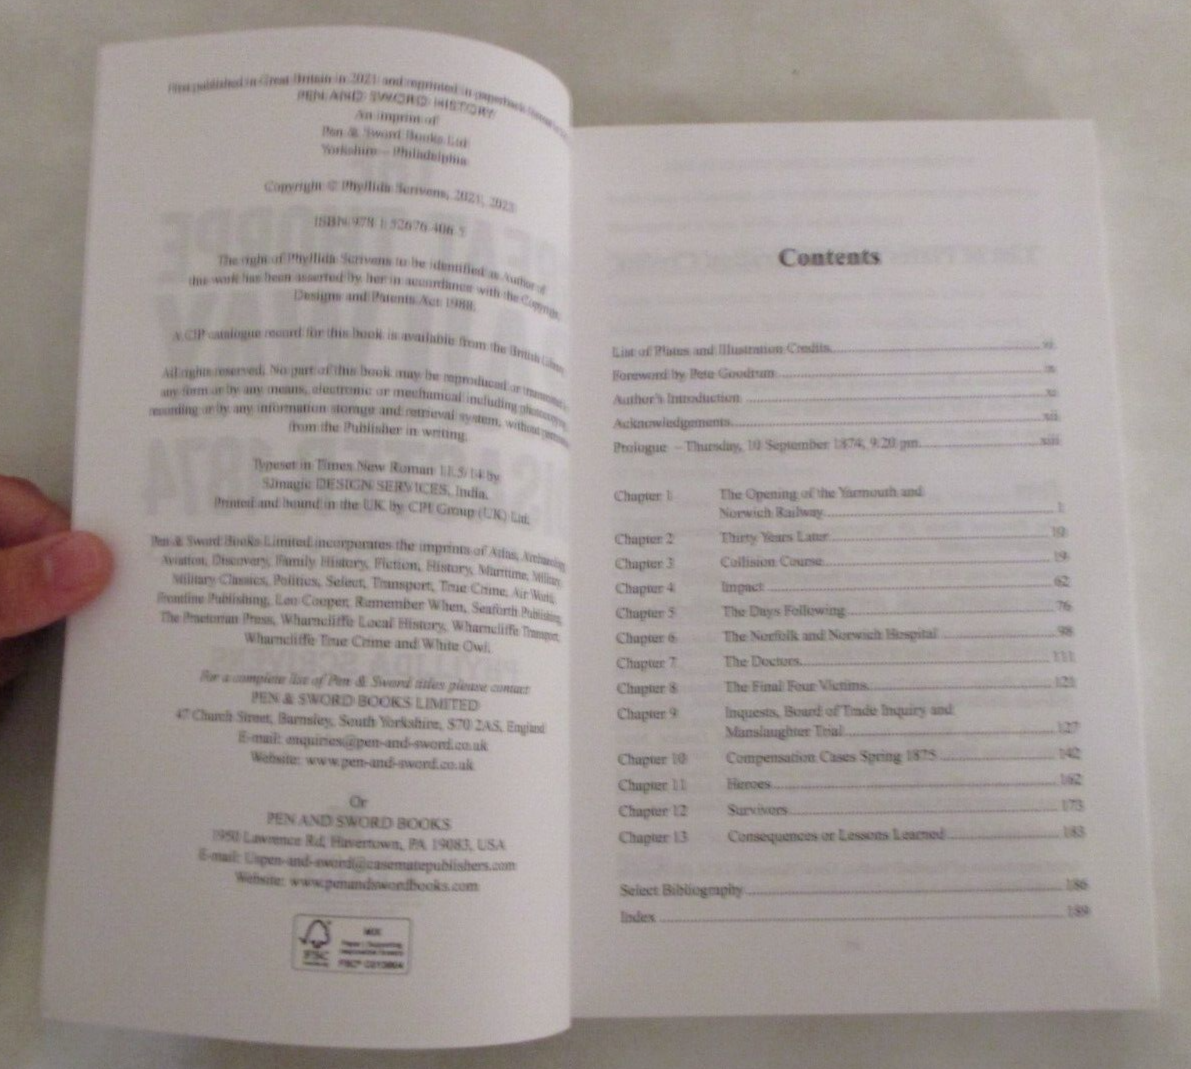 First published in Great Britain in 2021 and reprinted in paperback
PEN AND SWORD HISTORY
An imprint of
Pen & Sword Books Ltd
Yorkshire – Philadelphia
Copyright © Phyllida Scrivens, 2021, 2023
ISBN 978 1 52676 406 5
The right of Phyllida Scrivens to be identified as Author of
this work has been asserted by her in accordance with the Copyright,
Designs and Patents Act 1988.
A CIP catalogue record for this book is available from the British
All rights reserved. No part of this book may be reproduced or
any form or by any means, electronic or mechanical including
recording or by any information storage and retrieval system, without
from the Publisher in writing.
Typeset in Times New Roman 11.5/14 by
SJmagic DESIGN SERVICES, India.
Printed and bound in the UK by CPI Group (UK) Ltd.
Pen & Sword Books Limited incorporates the imprints of Atlas, Archaeology,
Aviation, Discovery, Family History, Fiction, History, Maritime, Military,
Military Classics, Politics, Select, Transport, True Crime, Air World,
Frontline Publishing, Leo Cooper, Remember When, Seaforth Publishing,
The Praetorian Press, Wharncliffe Local History, Wharncliffe Transport,
Wharncliffe True Crime and White Owl.
For a complete list of Pen & Sword titles please contact
PEN & SWORD BOOKS LIMITED
47 Church Street, Barnsley, South Yorkshire, S70 2AS, England
E-mail: enquiries@pen-and-sword.co.uk
Website: www.pen-and-sword.co.uk
Or
PEN AND SWORD BOOKS
1950 Lawrence Rd, Havertown, PA 19083, USA
E-mail: Uspen-and-sword@casematepublishers.com
Website: www.penandswordbooks.com
FSC
MIX
Contents
List of Plates and Illustration Credits
Foreword by Pete Goodrum
Author's Introduction xi
Acknowledgements xii
Prologue – Thursday, 10 September 1874, 9:20 pm xiii
Chapter 1 The Opening of the Yarmouth and
Norwich Railway 1
Chapter 2 Thirty Years Later 10
Chapter 3 Collision Course 19
Chapter 4 Impact 62
Chapter 5 The Days Following 76
Chapter 6 The Norfolk and Norwich Hospital 98
Chapter 7 The Doctors 111
Chapter 8 The Final Four Victims 121
Chapter 9 Inquests, Board of Trade Inquiry and
Manslaughter Trial 127
Chapter 10 Compensation Cases Spring 1875 142
Chapter 11 Heroes 162
Chapter 12 Survivors 173
Chapter 13 Consequences or Lessons Learned 183
Select Bibliography 186
Index 189